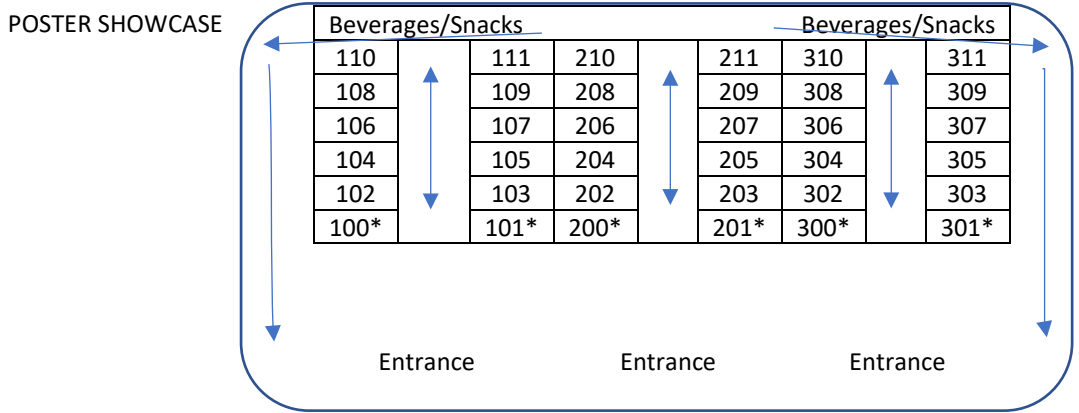 POSTER SHOWCASE
Beverages/Snacks Beverages/Snacks
110 111 210 211 310 311
108 109 208 209 308 309
106 107 206 207 306 307
104 105 204 205 304 305
102 103 202 203 302 303
100* 101* 200* 201* 300* 301*
Entrance Entrance Entrance